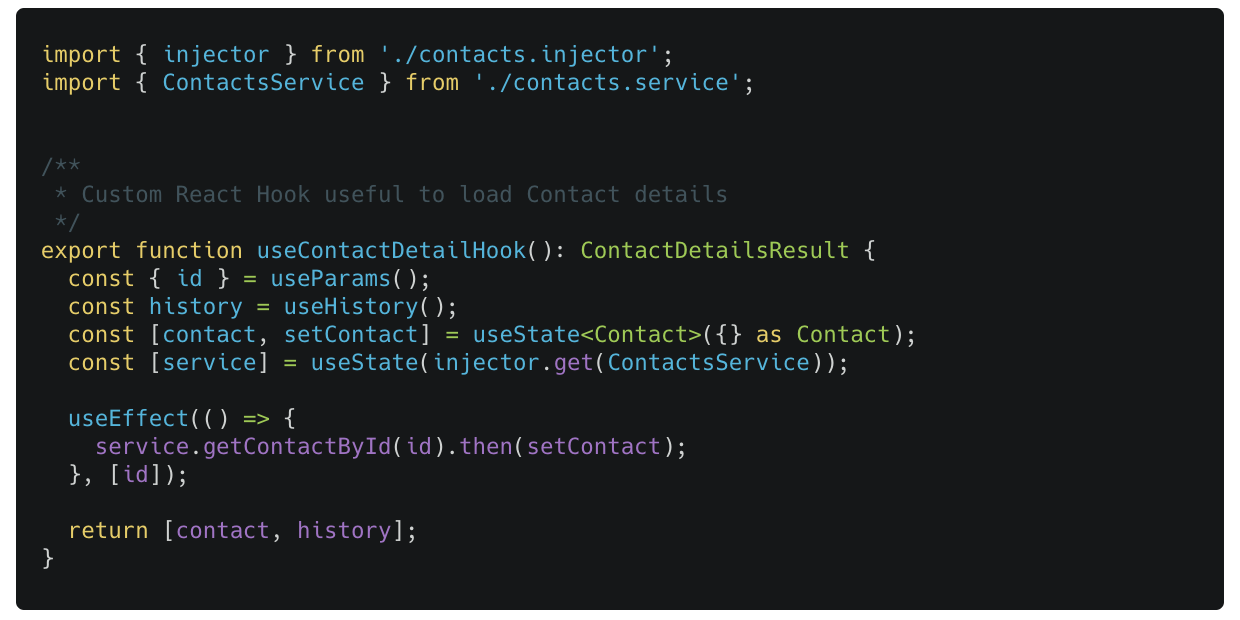 import { injector } from './contacts.injector';
import { ContactsService } from './contacts.service';
/**
 * Custom React Hook useful to load Contact details
 */
export function useContactDetailHook(): ContactDetailsResult {
  const { id } = useParams();
  const history = useHistory();
  const [contact, setContact] = useState<Contact>({} as Contact);
  const [service] = useState(injector.get(ContactsService));
  useEffect(() => {
    service.getContactById(id).then(setContact);
  }, [id]);
  return [contact, history];
}